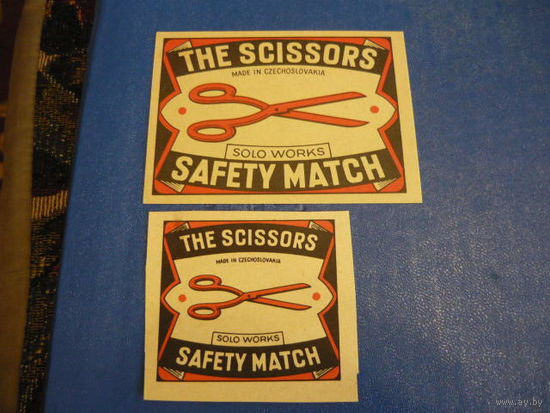 THE SCISSORS
MADE IN CZECHOSLOVAKIA
SOLO WORKS
SAFETY MATCH
THE SCISSORS
MADE IN CZECHOSLOVAKIA
SOLO WORKS
SAFETY MATCH
www.ay.by